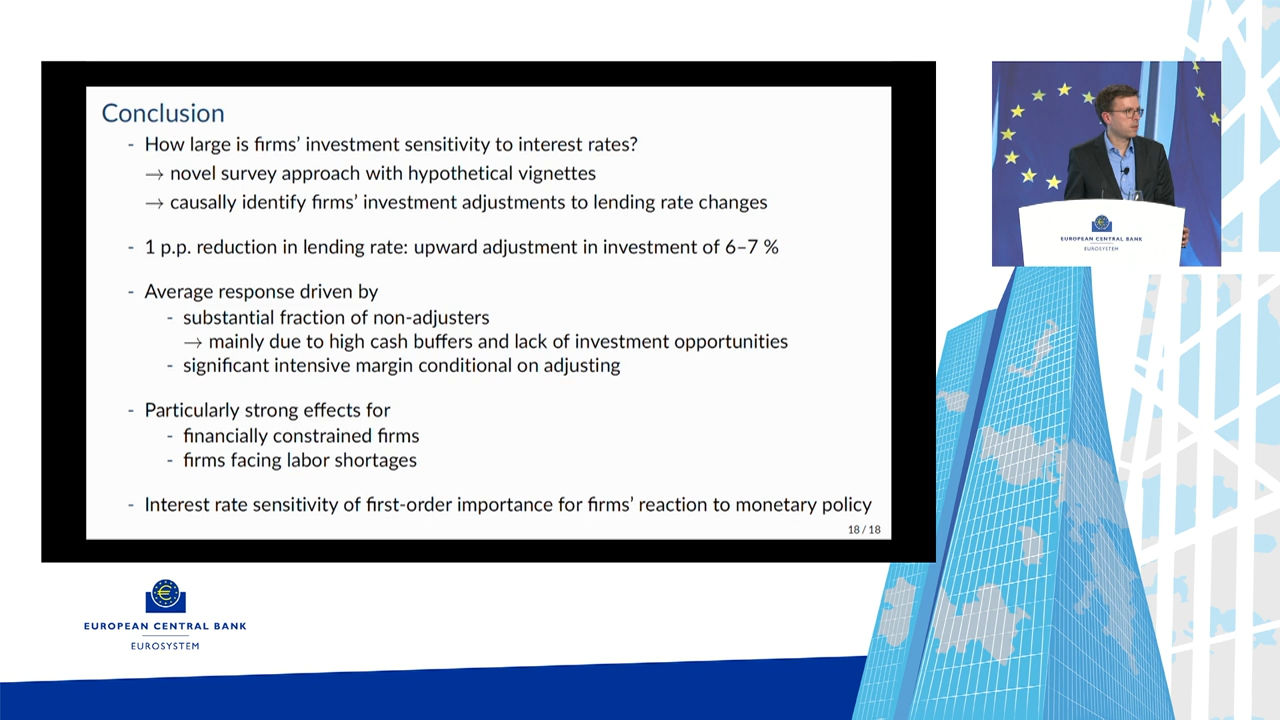 Conclusion
- How large is firms' investment sensitivity to interest rates?
→ novel survey approach with hypothetical vignettes
→ causally identify firms' investment adjustments to lending rate changes
- 1 p.p. reduction in lending rate: upward adjustment in investment of 6–7 %
- Average response driven by
- substantial fraction of non-adjusters
→ mainly due to high cash buffers and lack of investment opportunities
- significant intensive margin conditional on adjusting
- Particularly strong effects for
- financially constrained firms
- firms facing labor shortages
- Interest rate sensitivity of first-order importance for firms' reaction to monetary policy
18 / 18
EUROPEAN CENTRAL BANK
EUROSYSTEM
EUROPEAN CENTRAL BANK
EUROSYSTEM